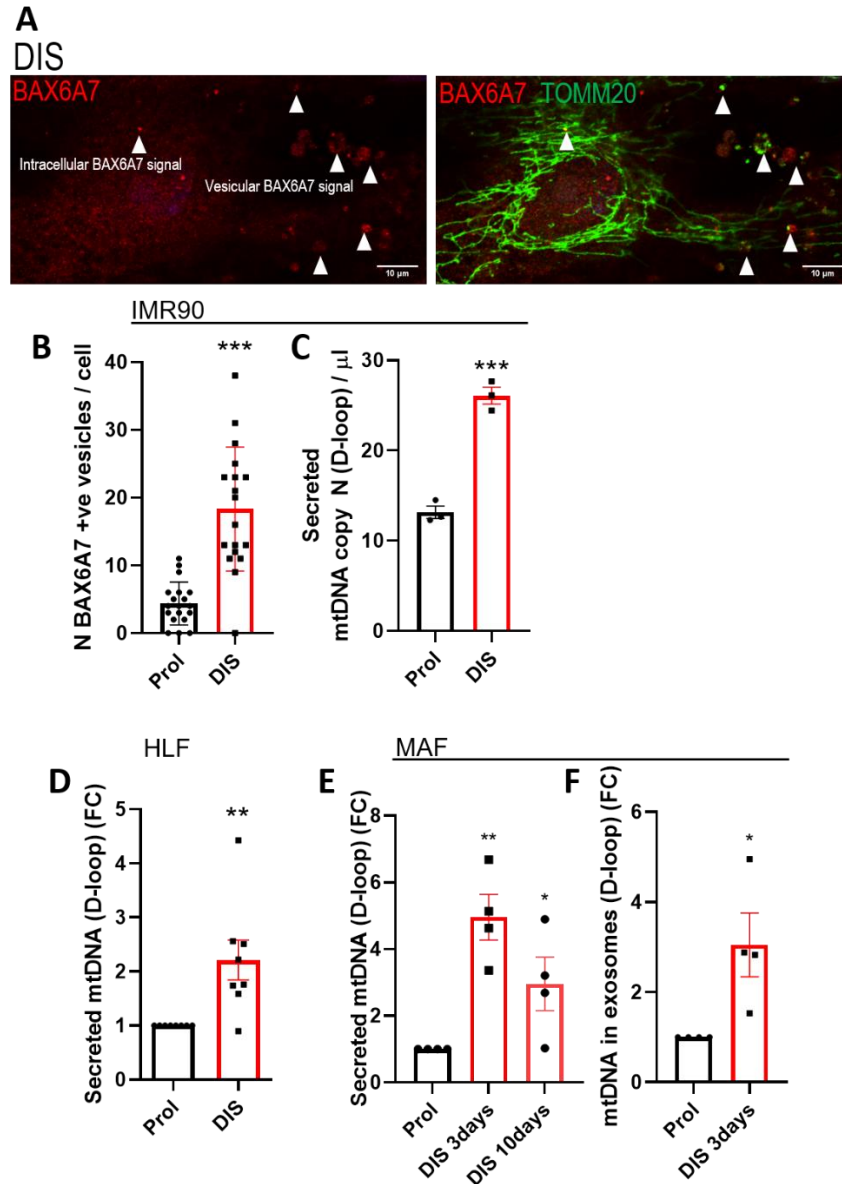 A
DIS
BAX6A7
Intracellular BAX6A7 signal
Vesicular BAX6A7 signal
10 μm
BAX6A7 TOMM20
10 μm
IMR90
B
N BAX6A7 +ve vesicles / cell
40
30
20
10
0
***
Prol
DIS
C
Secreted
mtDNA copy N (D-loop) / μl
30
20
10
0
***
Prol
DIS
HLF
D
Secreted mtDNA (D-loop) (FC)
5
4
3
2
1
0
**
Prol
DIS
MAF
E
Secreted mtDNA (D-loop) (FC)
8
6
4
2
0
**
*
Prol
DIS 3days
DIS 10days
F
mtDNA in exosomes (D-loop) (FC)
6
4
2
0
*
Prol
DIS 3days